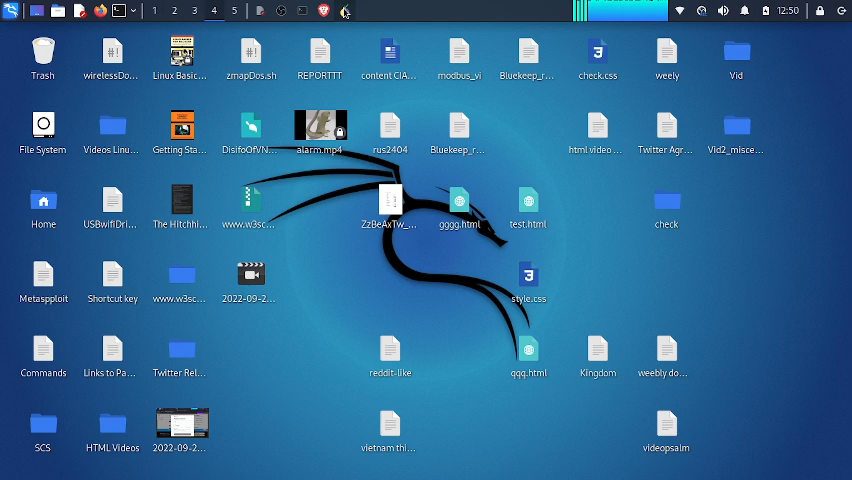 1 2 3 4 5 12:50
Trash wirelessDo... Linux Basic... zmapDos.sh REPORTTT content CIA... modbus_vi Bluekeep_r... check.css weely Vid
File System Videos Linu... Getting Sta... DisifoOfVN... alarm.mp4 rus2404 Bluekeep_r... html video ... Twitter Agr... Vid2_misce...
Home USBwifiDri... The Hitchhi... www.w3sc... ZzBeAxTw_... gggg.html test.html check
Metaspploit Shortcut key www.w3sc... 2022-09-2... style.css
Commands Links to Pa... Twitter Rel... reddit-like qqq.html Kingdom weebly do...
SCS HTML Videos 2022-09-2... vietnam thi... videopsalm